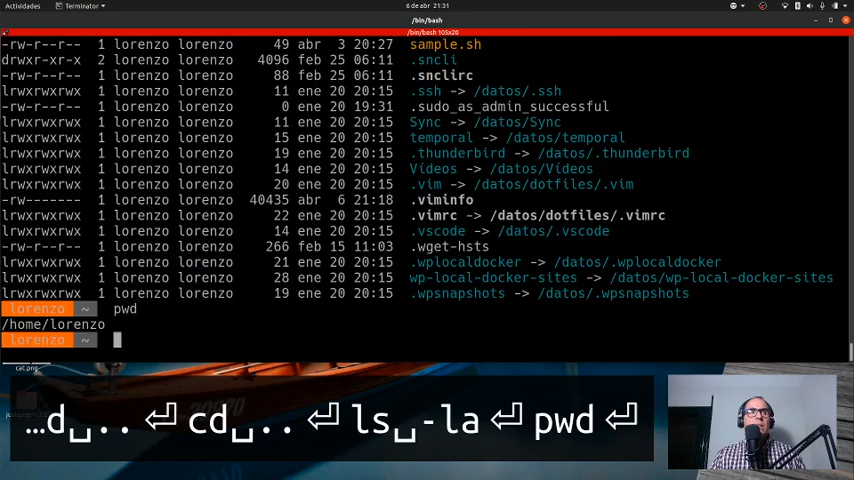 Actividades Terminator 6 de abr 21:31
/bin/bash
/bin/bash 105x20
-rw-r--r-- 1 lorenzo lorenzo 49 abr 3 20:27 sample.sh
drwxr-xr-x 2 lorenzo lorenzo 4096 feb 25 06:11 .sncli
-rw-r--r-- 1 lorenzo lorenzo 88 feb 25 06:11 .snclirc
lrwxrwxrwx 1 lorenzo lorenzo 11 ene 20 20:15 .ssh -> /datos/.ssh
-rw-r--r-- 1 lorenzo lorenzo 0 ene 20 19:31 .sudo_as_admin_successful
lrwxrwxrwx 1 lorenzo lorenzo 11 ene 20 20:15 Sync -> /datos/Sync
lrwxrwxrwx 1 lorenzo lorenzo 15 ene 20 20:15 temporal -> /datos/temporal
lrwxrwxrwx 1 lorenzo lorenzo 19 ene 20 20:15 .thunderbird -> /datos/.thunderbird
lrwxrwxrwx 1 lorenzo lorenzo 14 ene 20 20:15 Vídeos -> /datos/Vídeos
lrwxrwxrwx 1 lorenzo lorenzo 20 ene 20 20:15 .vim -> /datos/dotfiles/.vim
-rw------- 1 lorenzo lorenzo 40435 abr 6 21:18 .viminfo
lrwxrwxrwx 1 lorenzo lorenzo 22 ene 20 20:15 .vimrc -> /datos/dotfiles/.vimrc
lrwxrwxrwx 1 lorenzo lorenzo 14 ene 20 20:15 .vscode -> /datos/.vscode
-rw-r--r-- 1 lorenzo lorenzo 266 feb 15 11:03 .wget-hsts
lrwxrwxrwx 1 lorenzo lorenzo 21 ene 20 20:15 .wplocaldocker -> /datos/.wplocaldocker
lrwxrwxrwx 1 lorenzo lorenzo 28 ene 20 20:15 wp-local-docker-sites -> /datos/wp-local-docker-sites
lrwxrwxrwx 1 lorenzo lorenzo 19 ene 20 20:15 .wpsnapshots -> /datos/.wpsnapshots
lorenzo ~ pwd
/home/lorenzo
lorenzo ~
cat.png
…d␣..⏎cd␣..⏎ls␣-la⏎pwd⏎